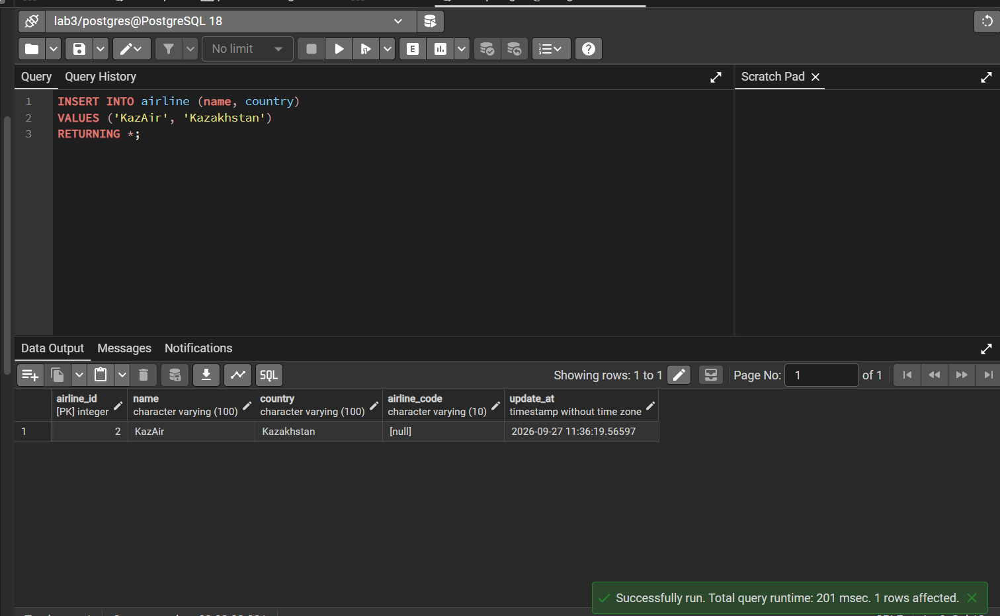 lab3/postgres@PostgreSQL 18
No limit
E
Query Query History
Scratch Pad
1 INSERT INTO airline (name, country)
2 VALUES ('KazAir', 'Kazakhstan')
3 RETURNING *;
Data Output Messages Notifications
SQL
Showing rows: 1 to 1
Page No: 1 of 1
airline_id name country airline_code update_at
[PK] integer character varying (100) character varying (100) character varying (10) timestamp without time zone
1 2 KazAir Kazakhstan [null] 2026-09-27 11:36:19.56597
Successfully run. Total query runtime: 201 msec. 1 rows affected.